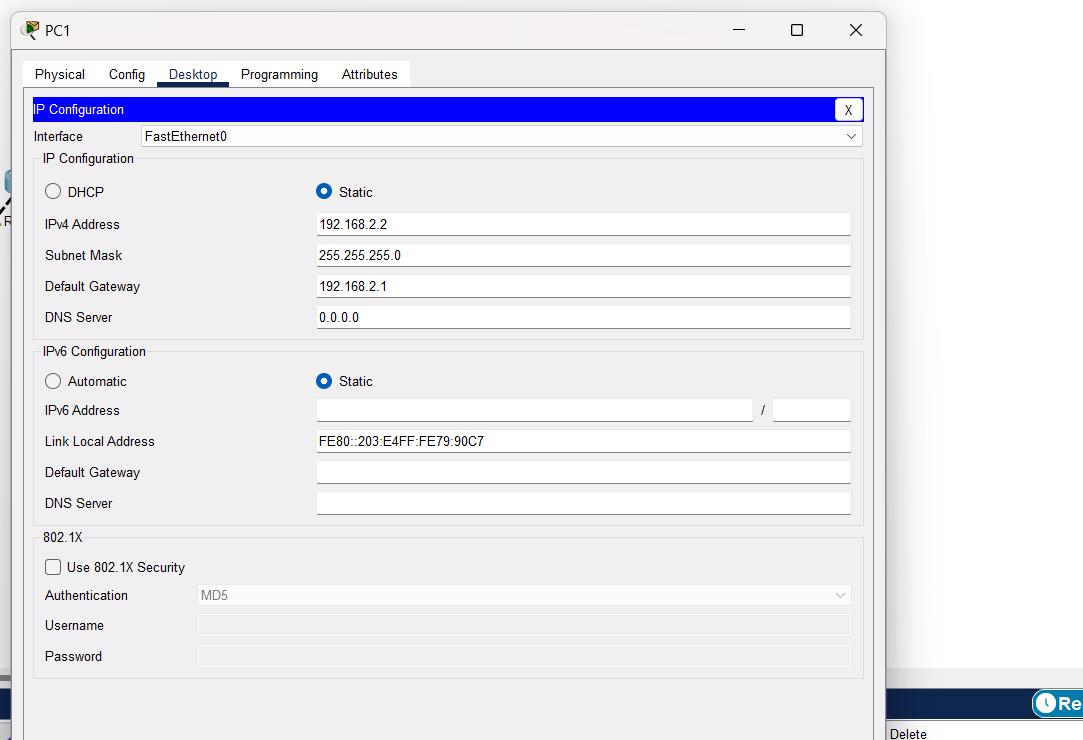 PC1
Physical Config Desktop Programming Attributes
IP Configuration X
Interface FastEthernet0
IP Configuration
DHCP Static
IPv4 Address 192.168.2.2
Subnet Mask 255.255.255.0
Default Gateway 192.168.2.1
DNS Server 0.0.0.0
IPv6 Configuration
Automatic Static
IPv6 Address /
Link Local Address FE80::203:E4FF:FE79:90C7
Default Gateway
DNS Server
802.1X
Use 802.1X Security
Authentication MD5
Username
Password
Re
Delete